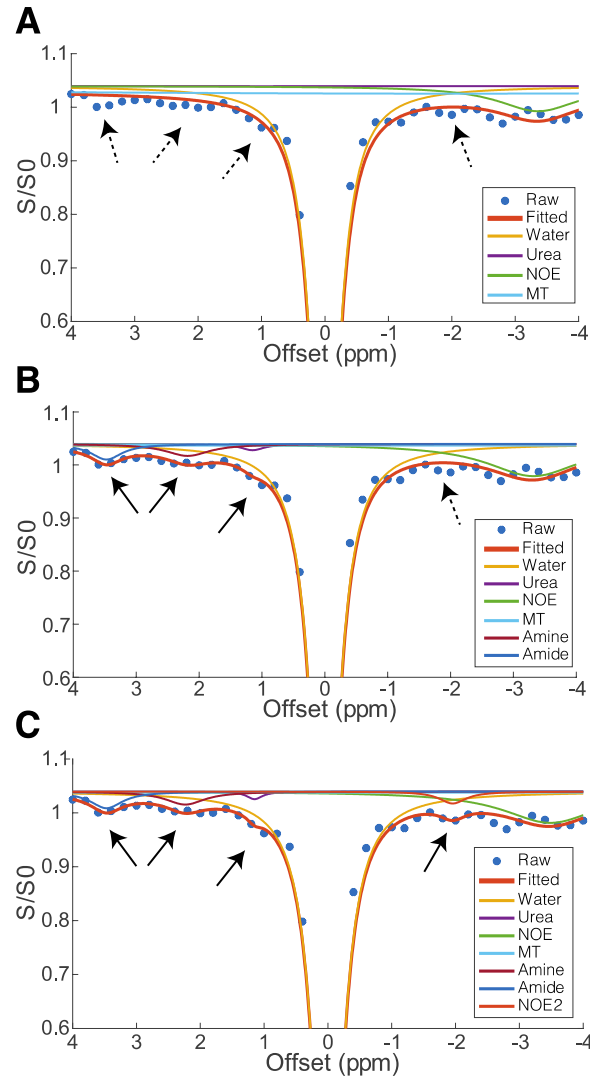 A
1.1
1
0.9
0.8
0.7
0.6
S/S0
4 3 2 1 0 -1 -2 -3 -4
Offset (ppm)
Raw
Fitted
Water
Urea
NOE
MT
B
1.1
1
0.9
0.8
0.7
0.6
S/S0
4 3 2 1 0 -1 -2 -3 -4
Offset (ppm)
Raw
Fitted
Water
Urea
NOE
MT
Amine
Amide
C
1.1
1
0.9
0.8
0.7
0.6
S/S0
4 3 2 1 0 -1 -2 -3 -4
Offset (ppm)
Raw
Fitted
Water
Urea
NOE
MT
Amine
Amide
NOE2